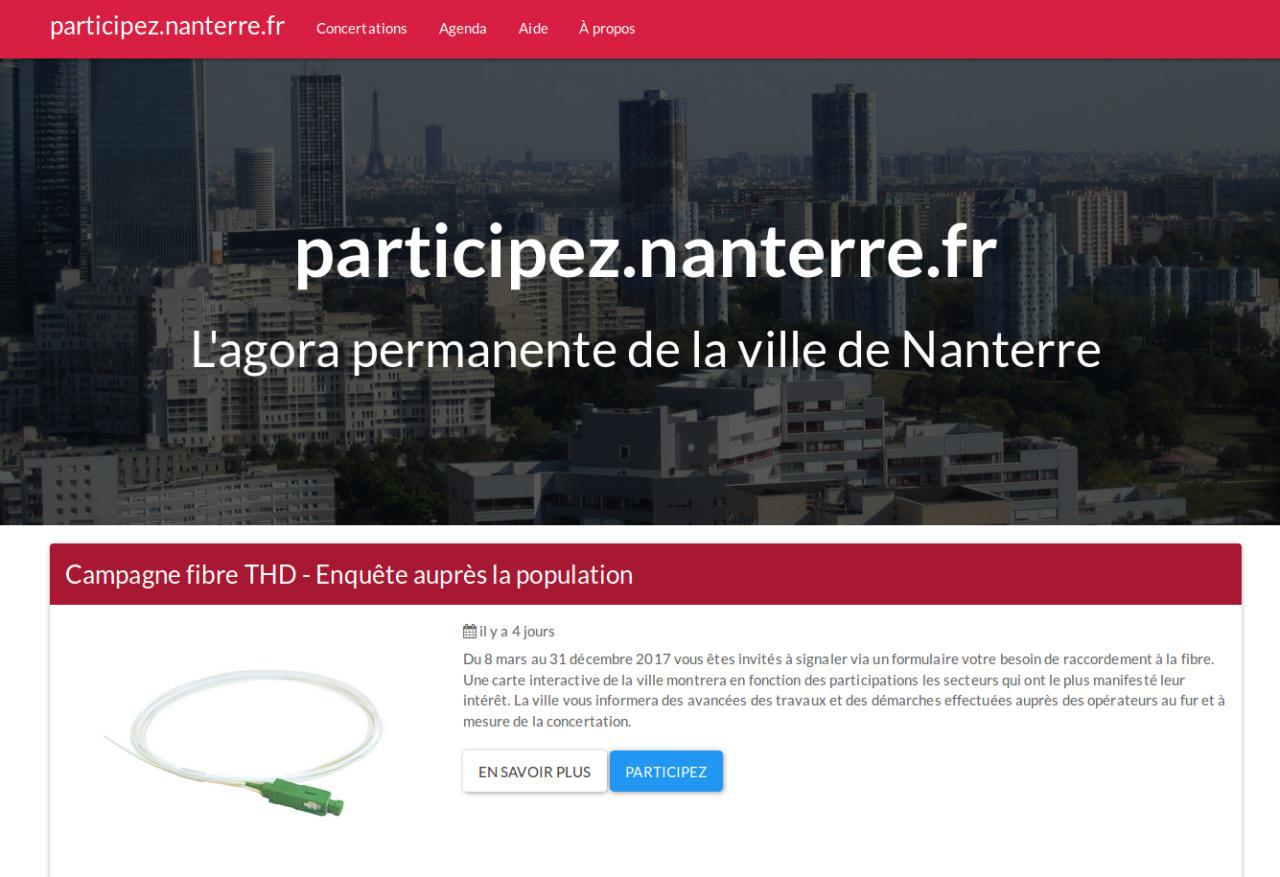 participez.nanterre.fr
Concertations
Agenda
Aide
À propos
participez.nanterre.fr
L'agora permanente de la ville de Nanterre
Campagne fibre THD - Enquête auprès la population
il y a 4 jours
Du 8 mars au 31 décembre 2017 vous êtes invités à signaler via un formulaire votre besoin de raccordement à la fibre.
Une carte interactive de la ville montrera en fonction des participations les secteurs qui ont le plus manifesté leur
intérêt. La ville vous informera des avancées des travaux et des démarches effectuées auprès des opérateurs au fur et à
mesure de la concertation.
EN SAVOIR PLUS
PARTICIPEZ